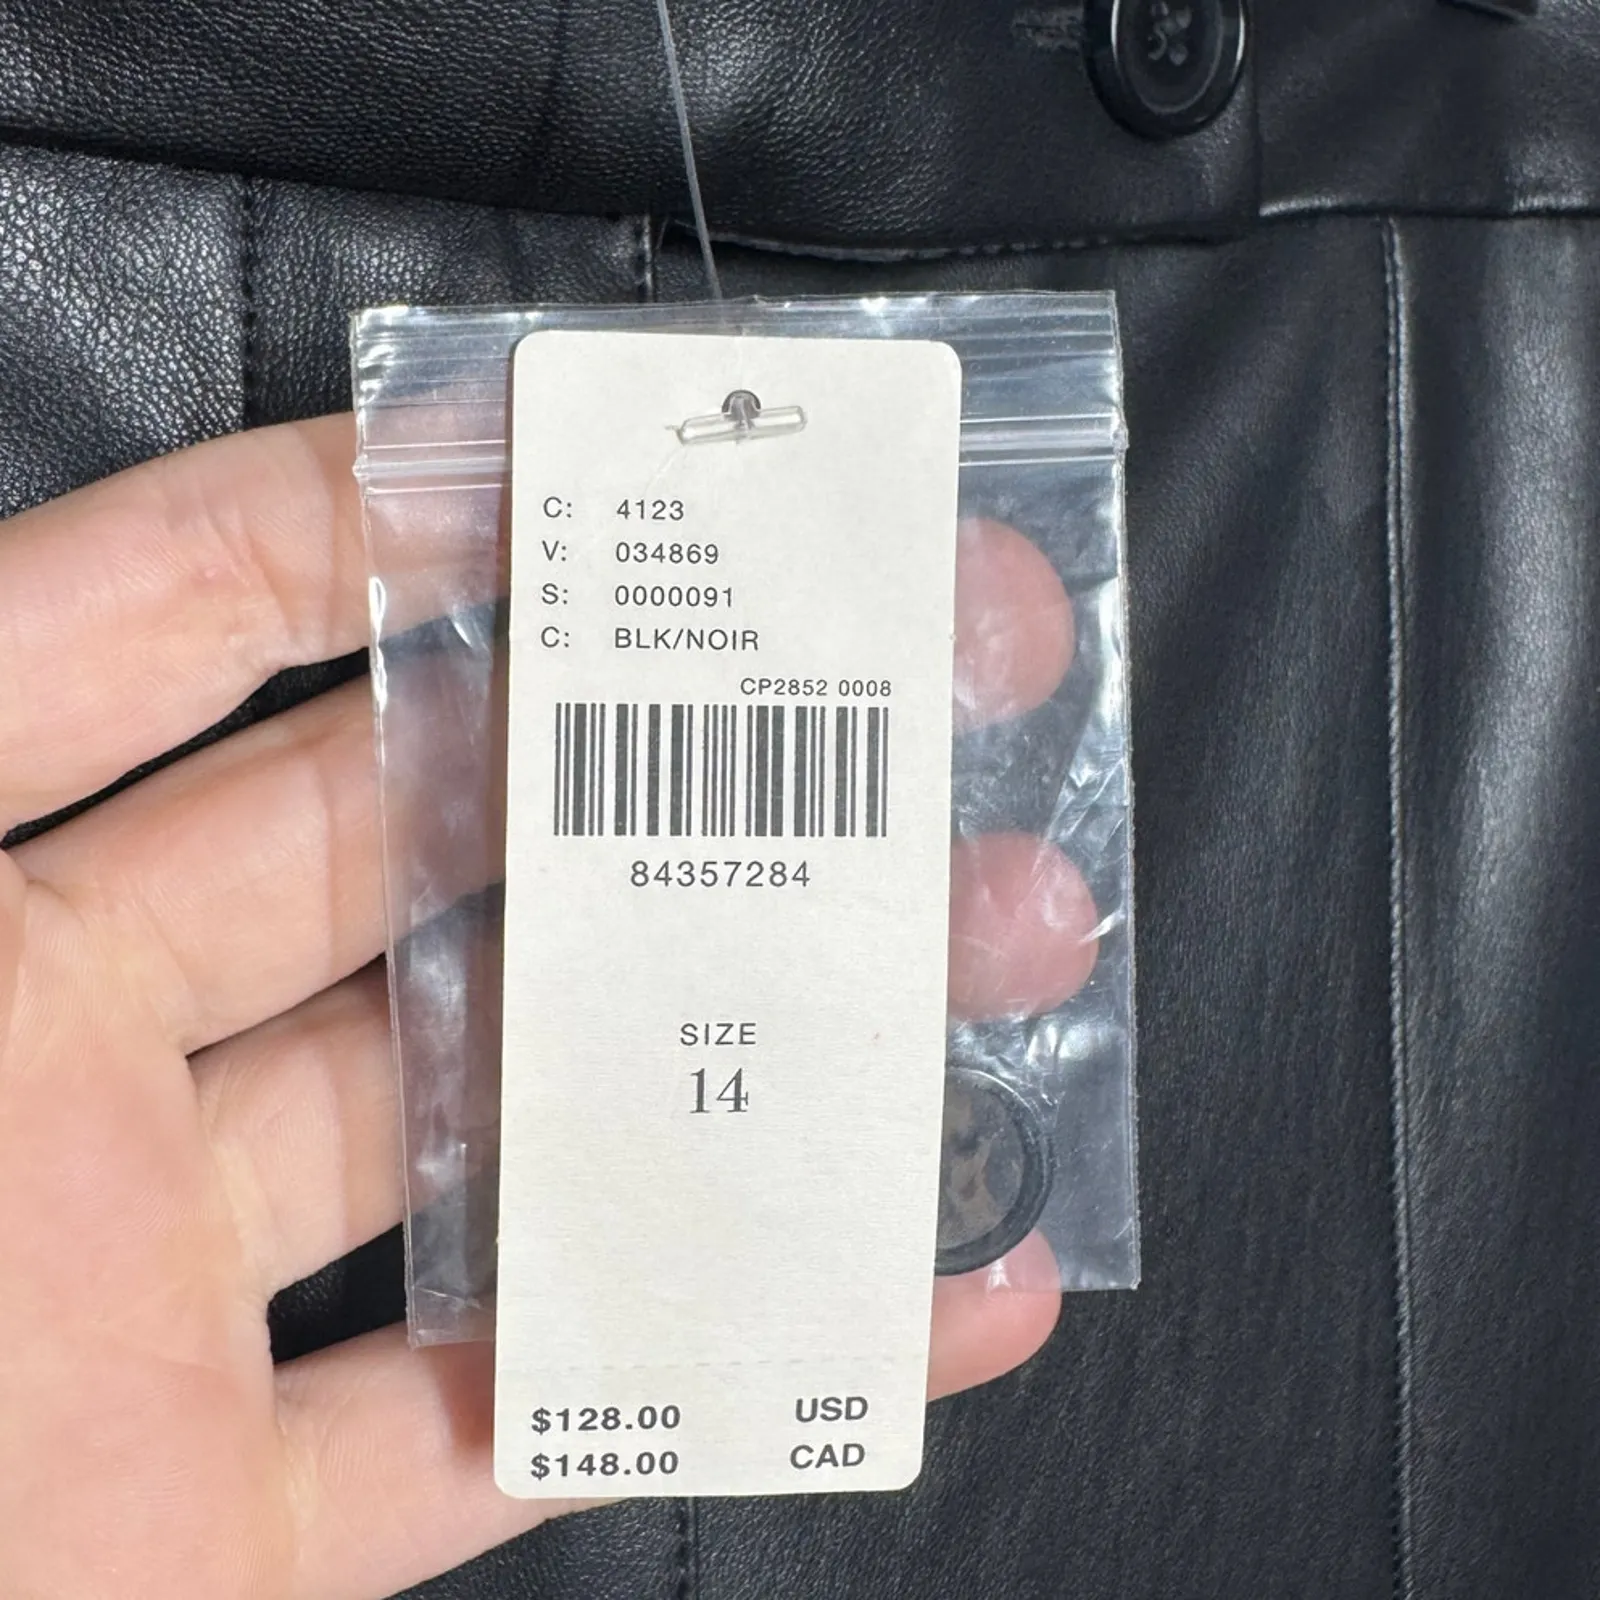 C: 4123
V: 034869
S: 0000091
C: BLK/NOIR
CP2852 0008
84357284
SIZE
14
$128.00 USD
$148.00 CAD